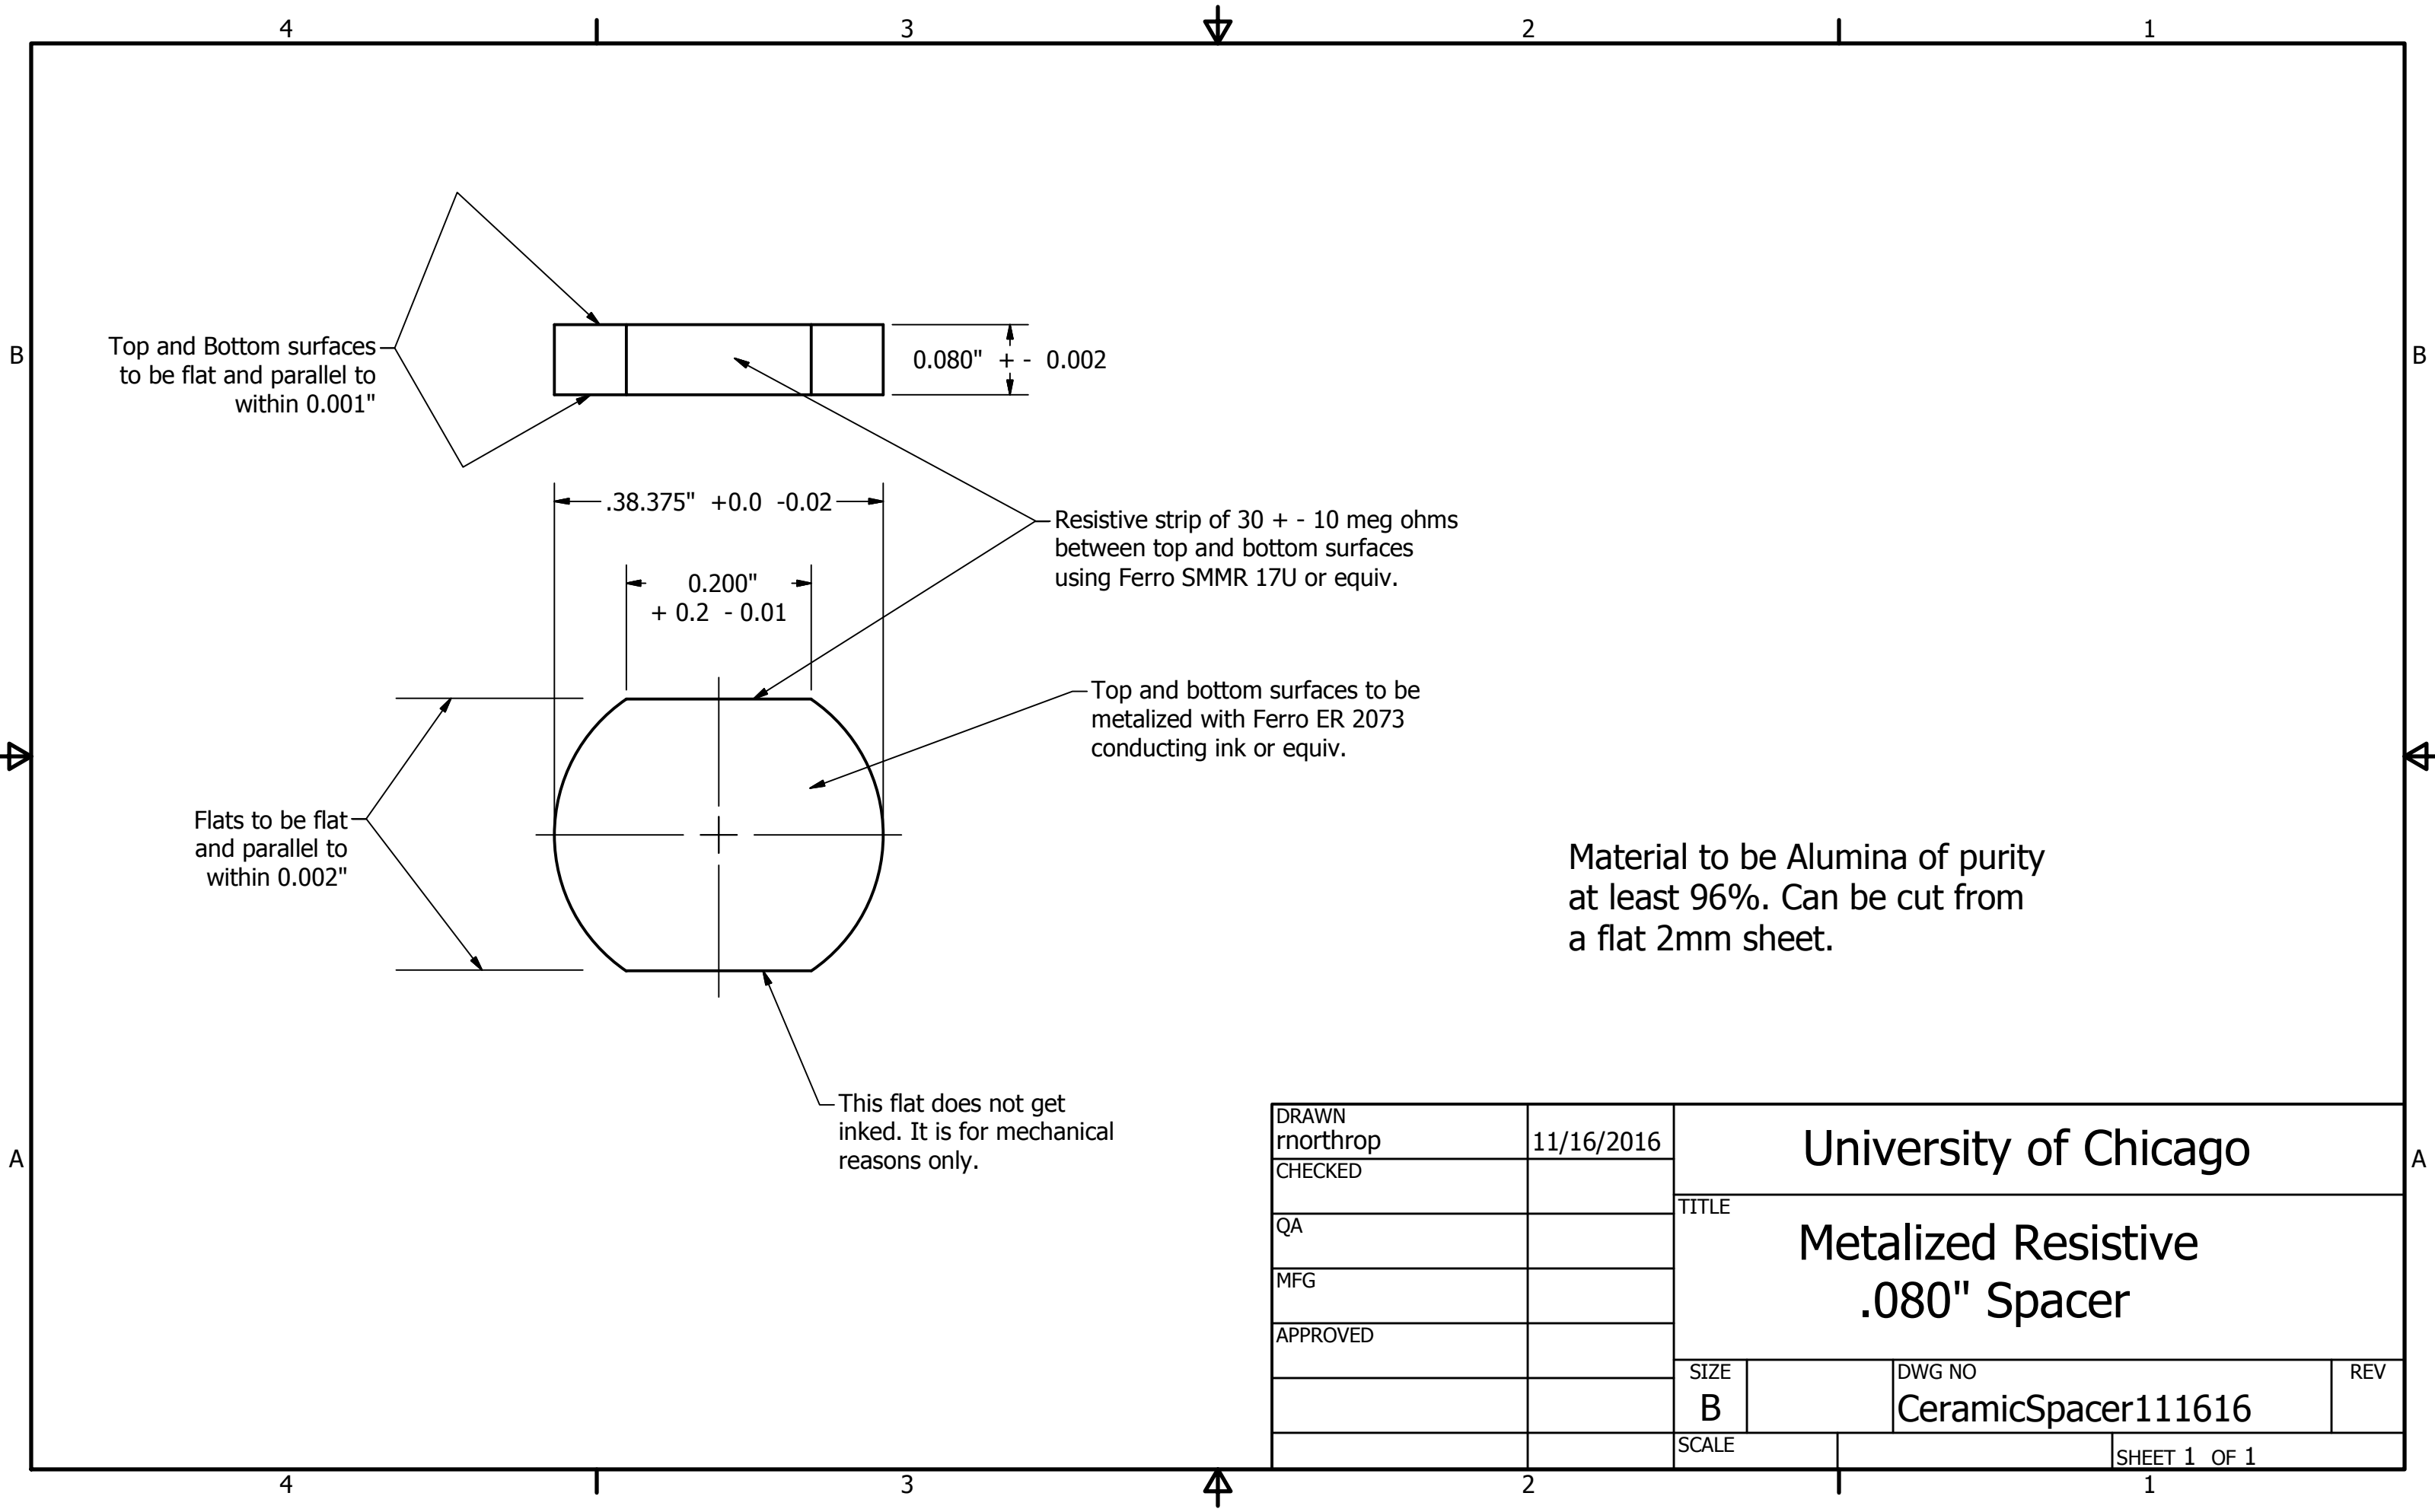 4 3 2 1
B B
Top and Bottom surfaces
to be flat and parallel to
within 0.001"
0.080" + - 0.002
.38.375" +0.0 -0.02
0.200"
+ 0.2 - 0.01
Resistive strip of 30 + - 10 meg ohms
between top and bottom surfaces
using Ferro SMMR 17U or equiv.
Top and bottom surfaces to be
metalized with Ferro ER 2073
conducting ink or equiv.
Flats to be flat
and parallel to
within 0.002"
Material to be Alumina of purity
at least 96%. Can be cut from
a flat 2mm sheet.
This flat does not get
inked. It is for mechanical
reasons only.
A A
DRAWN
rnorthrop 11/16/2016
CHECKED
QA
MFG
APPROVED
University of Chicago
TITLE
Metalized Resistive
.080" Spacer
SIZE
B
DWG NO
CeramicSpacer111616
REV
SCALE
SHEET 1 OF 1
4 3 2 1